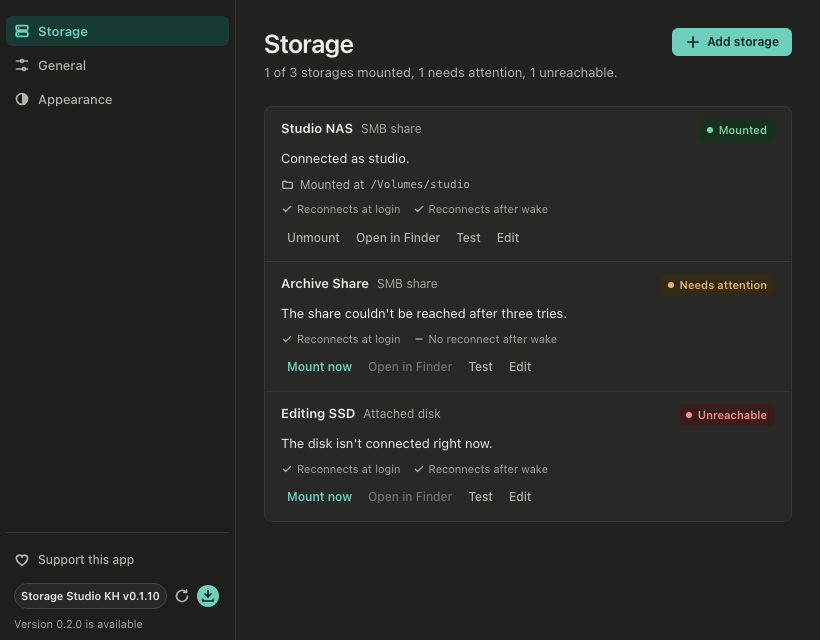 Storage
General
Appearance
Support this app
Storage Studio KH v0.1.10
Version 0.2.0 is available
Storage
Add storage
1 of 3 storages mounted, 1 needs attention, 1 unreachable.
Studio NAS SMB share
Mounted
Connected as studio.
Mounted at /Volumes/studio
Reconnects at login Reconnects after wake
Unmount Open in Finder Test Edit
Archive Share SMB share
Needs attention
The share couldn't be reached after three tries.
Reconnects at login No reconnect after wake
Mount now Open in Finder Test Edit
Editing SSD Attached disk
Unreachable
The disk isn't connected right now.
Reconnects at login Reconnects after wake
Mount now Open in Finder Test Edit